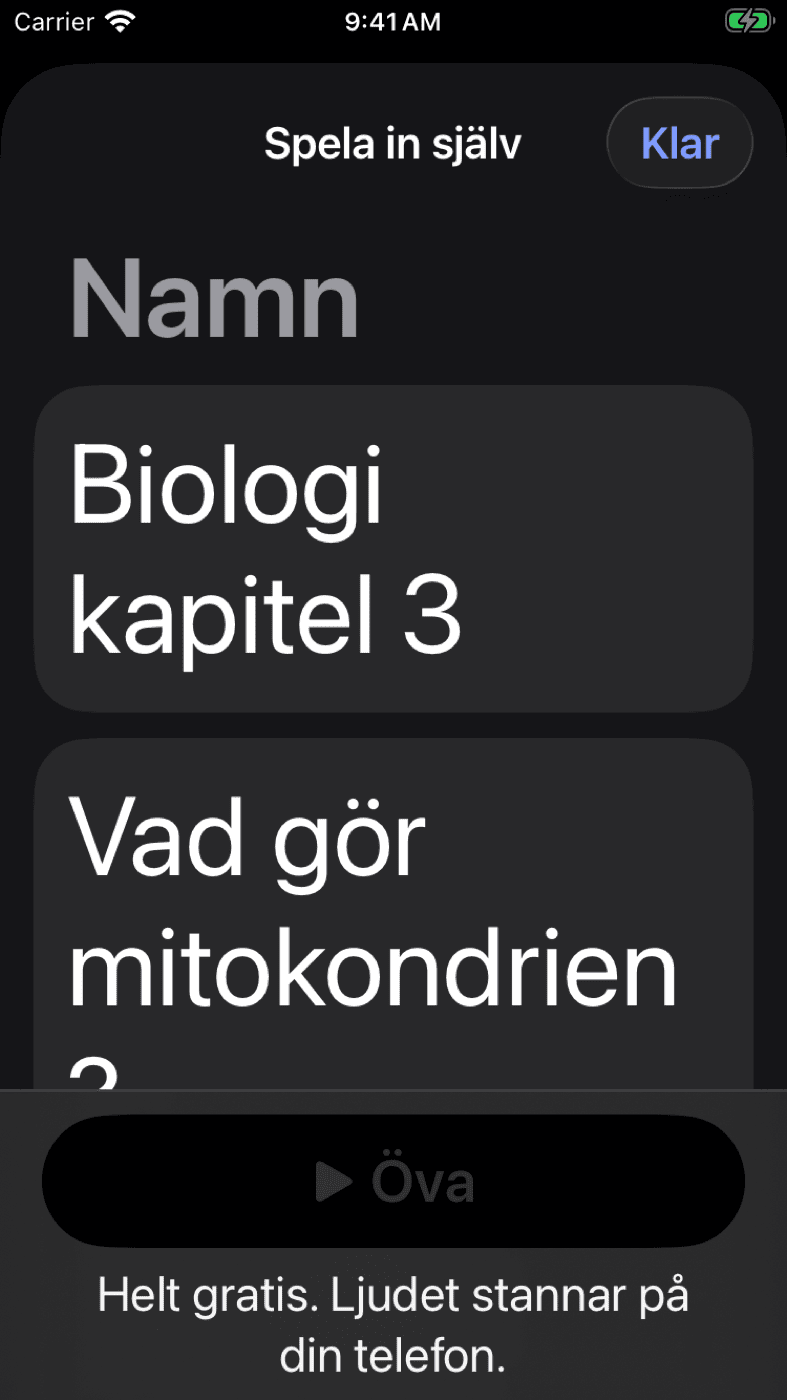 Carrier 9:41 AM
Spela in själv Klar
Namn
Biologi
kapitel 3
Vad gör
mitokondrien
?
Öva
Helt gratis. Ljudet stannar på
din telefon.